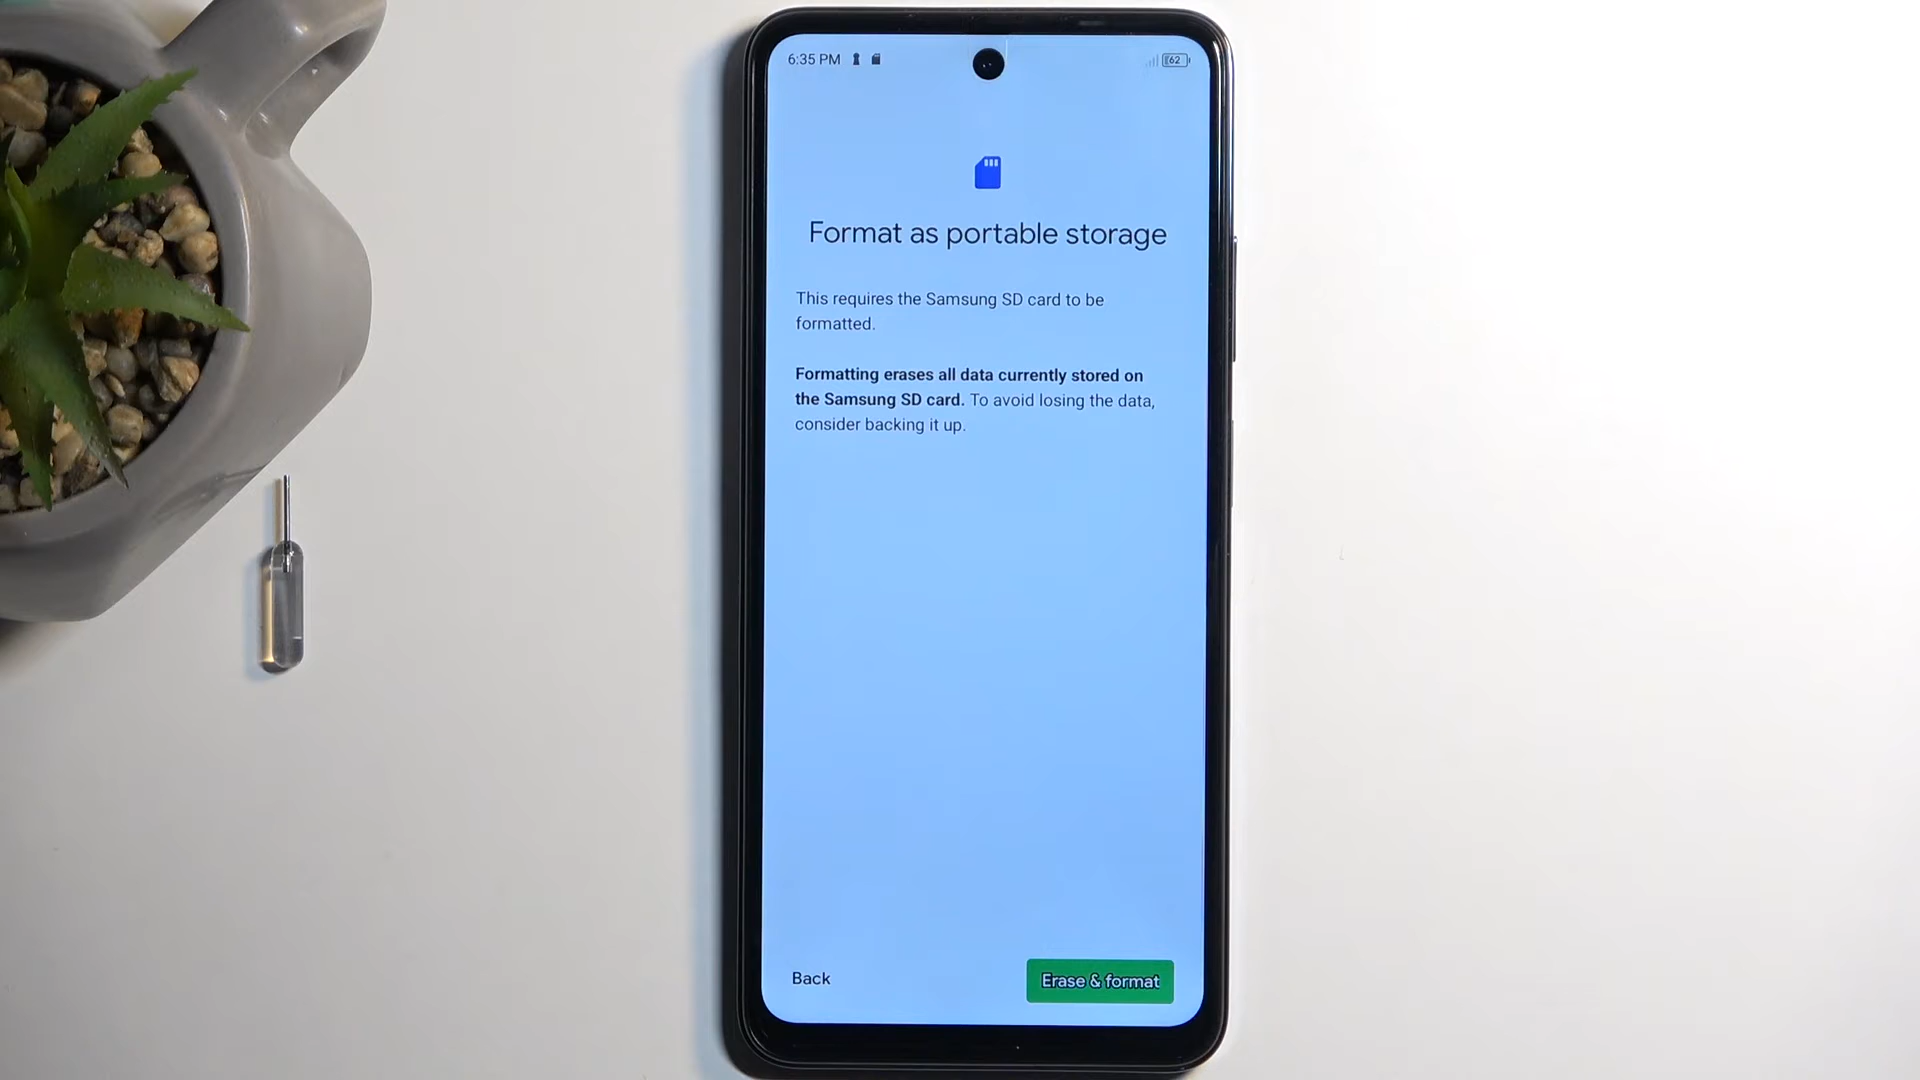 6:35 PM
62
Format as portable storage
This requires the Samsung SD card to be
formatted.
Formatting erases all data currently stored on
the Samsung SD card. To avoid losing the data,
consider backing it up.
Back
Erase & format